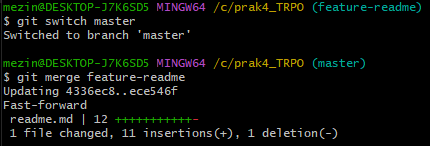 mezin@DESKTOP-J7K6SD5 MINGW64 /c/prak4_TRPO (feature-readme)
$ git switch master
Switched to branch 'master'

mezin@DESKTOP-J7K6SD5 MINGW64 /c/prak4_TRPO (master)
$ git merge feature-readme
Updating 4336ec8..ece546f
Fast-forward
 readme.md | 12 +++++++++++-
 1 file changed, 11 insertions(+), 1 deletion(-)